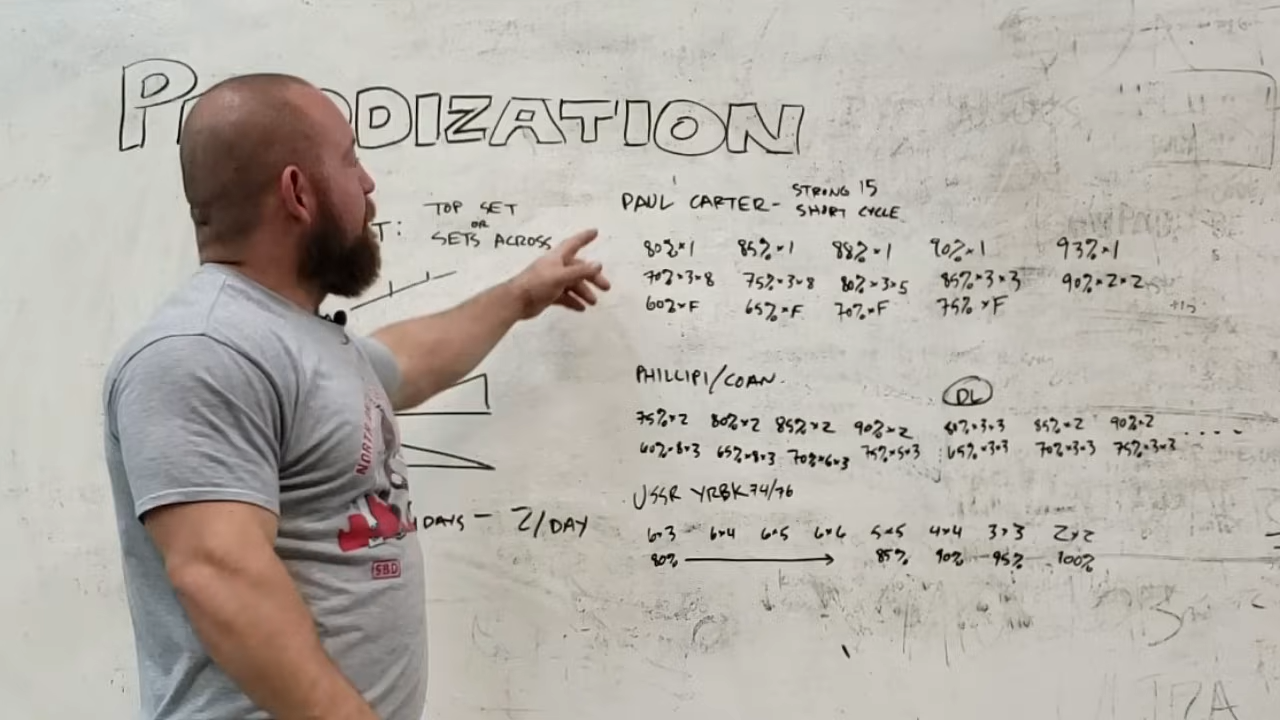 PERIODIZATION
T: TOP SET
OR
SETS ACROSS
DAYS - 2/DAY
PAUL CARTER - STRONG 15
SHORT CYCLE
80%×1 85%×1 88%×1 90%×1 93%×1
70%×3×8 75%×3×8 80%×3×5 85%×3×3 90%×2×2
60%×F 65%×F 70%×F 75%×F
PHILLIPI/COAN DL
75%×2 80%×2 85%×2 90%×2 80%×3×3 85%×2 90%×2 ....
60%×8×3 65%×8×3 70%×6×3 75%×5×3 65%×3×3 70%×3×3 75%×3×3
USSR YRBK 74/76
6×3 6×4 6×5 6×6 5×5 4×4 3×3 2×2
80% 85% 90% 95% 100%
NORTH
SBD